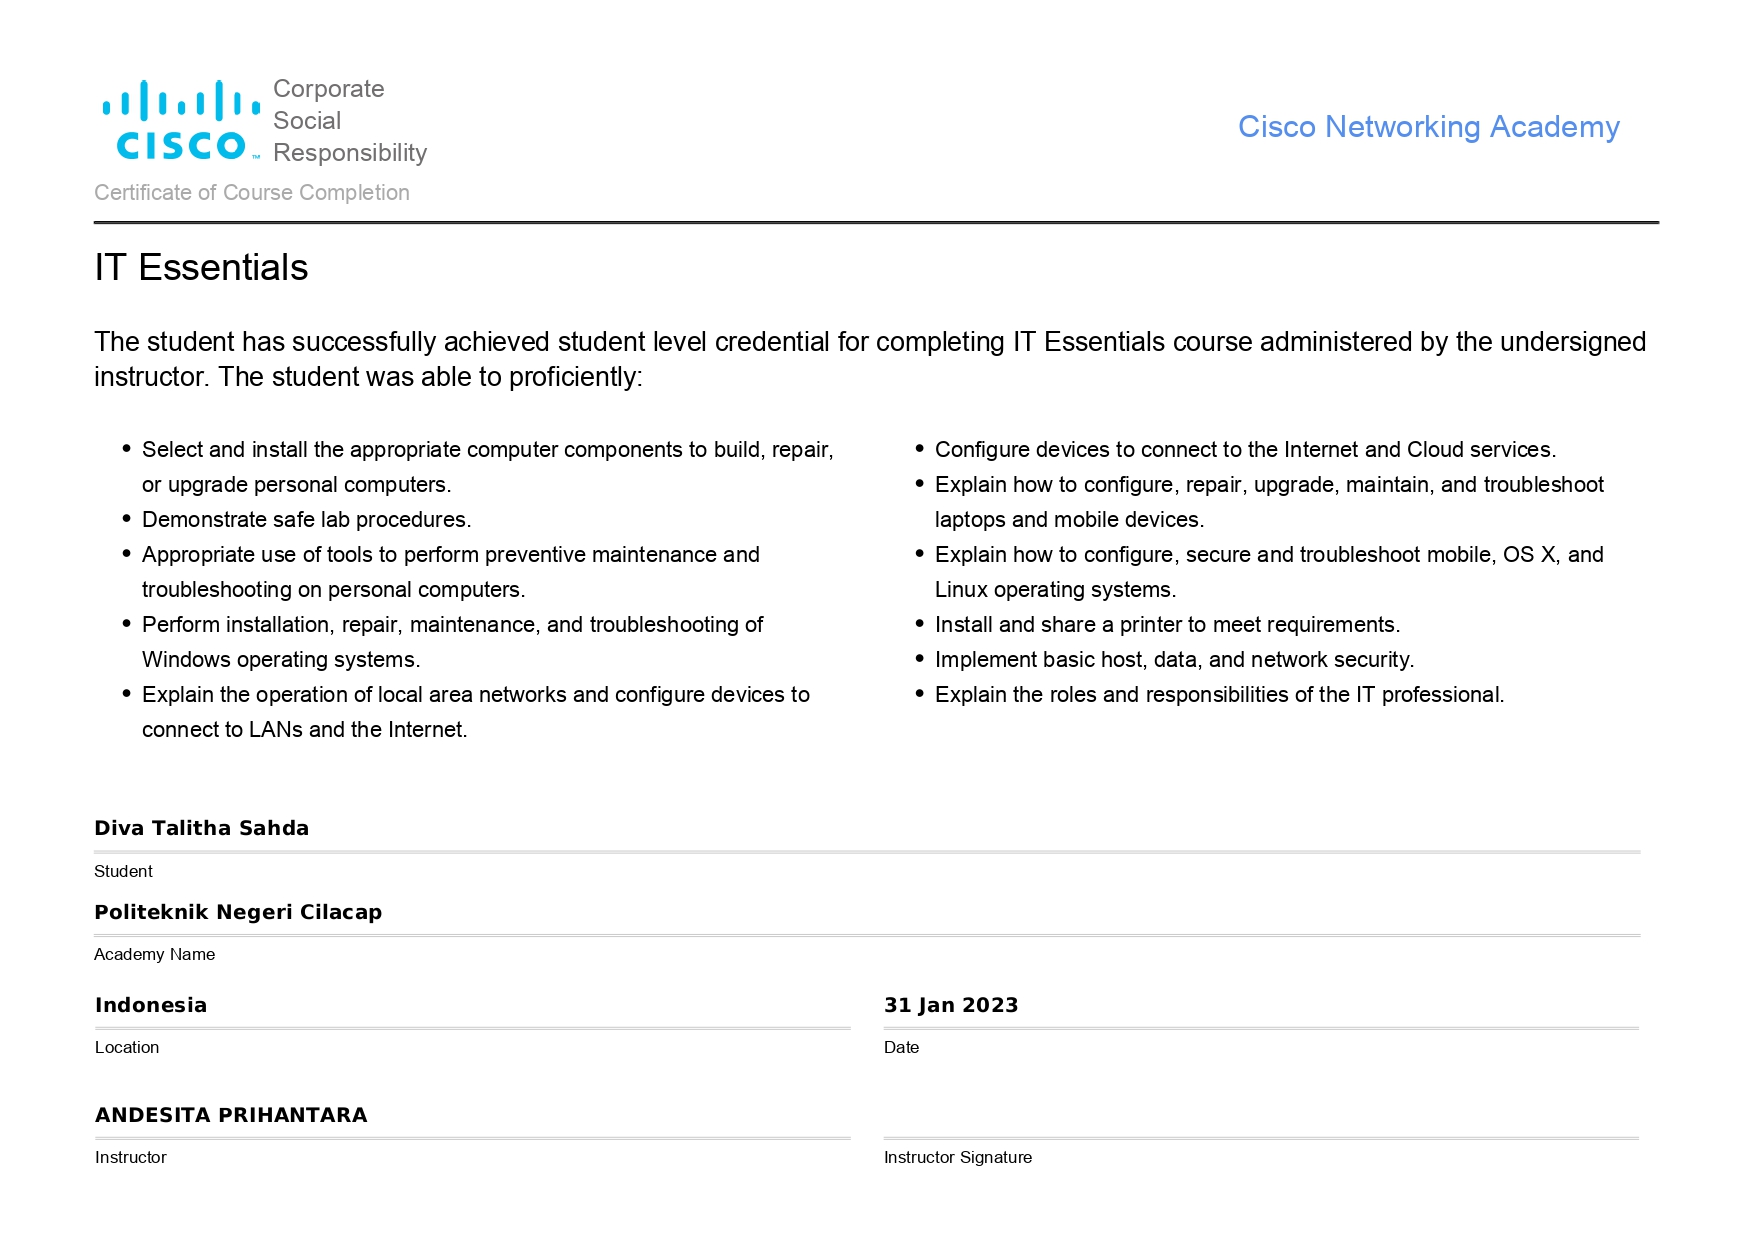 Corporate
Social
Responsibility
CISCO™
Cisco Networking Academy
Certificate of Course Completion
IT Essentials
The student has successfully achieved student level credential for completing IT Essentials course administered by the undersigned
instructor. The student was able to proficiently:
• Select and install the appropriate computer components to build, repair,
or upgrade personal computers.
• Demonstrate safe lab procedures.
• Appropriate use of tools to perform preventive maintenance and
troubleshooting on personal computers.
• Perform installation, repair, maintenance, and troubleshooting of
Windows operating systems.
• Explain the operation of local area networks and configure devices to
connect to LANs and the Internet.
• Configure devices to connect to the Internet and Cloud services.
• Explain how to configure, repair, upgrade, maintain, and troubleshoot
laptops and mobile devices.
• Explain how to configure, secure and troubleshoot mobile, OS X, and
Linux operating systems.
• Install and share a printer to meet requirements.
• Implement basic host, data, and network security.
• Explain the roles and responsibilities of the IT professional.
Diva Talitha Sahda
Student
Politeknik Negeri Cilacap
Academy Name
Indonesia
Location
31 Jan 2023
Date
ANDESITA PRIHANTARA
Instructor
Instructor Signature